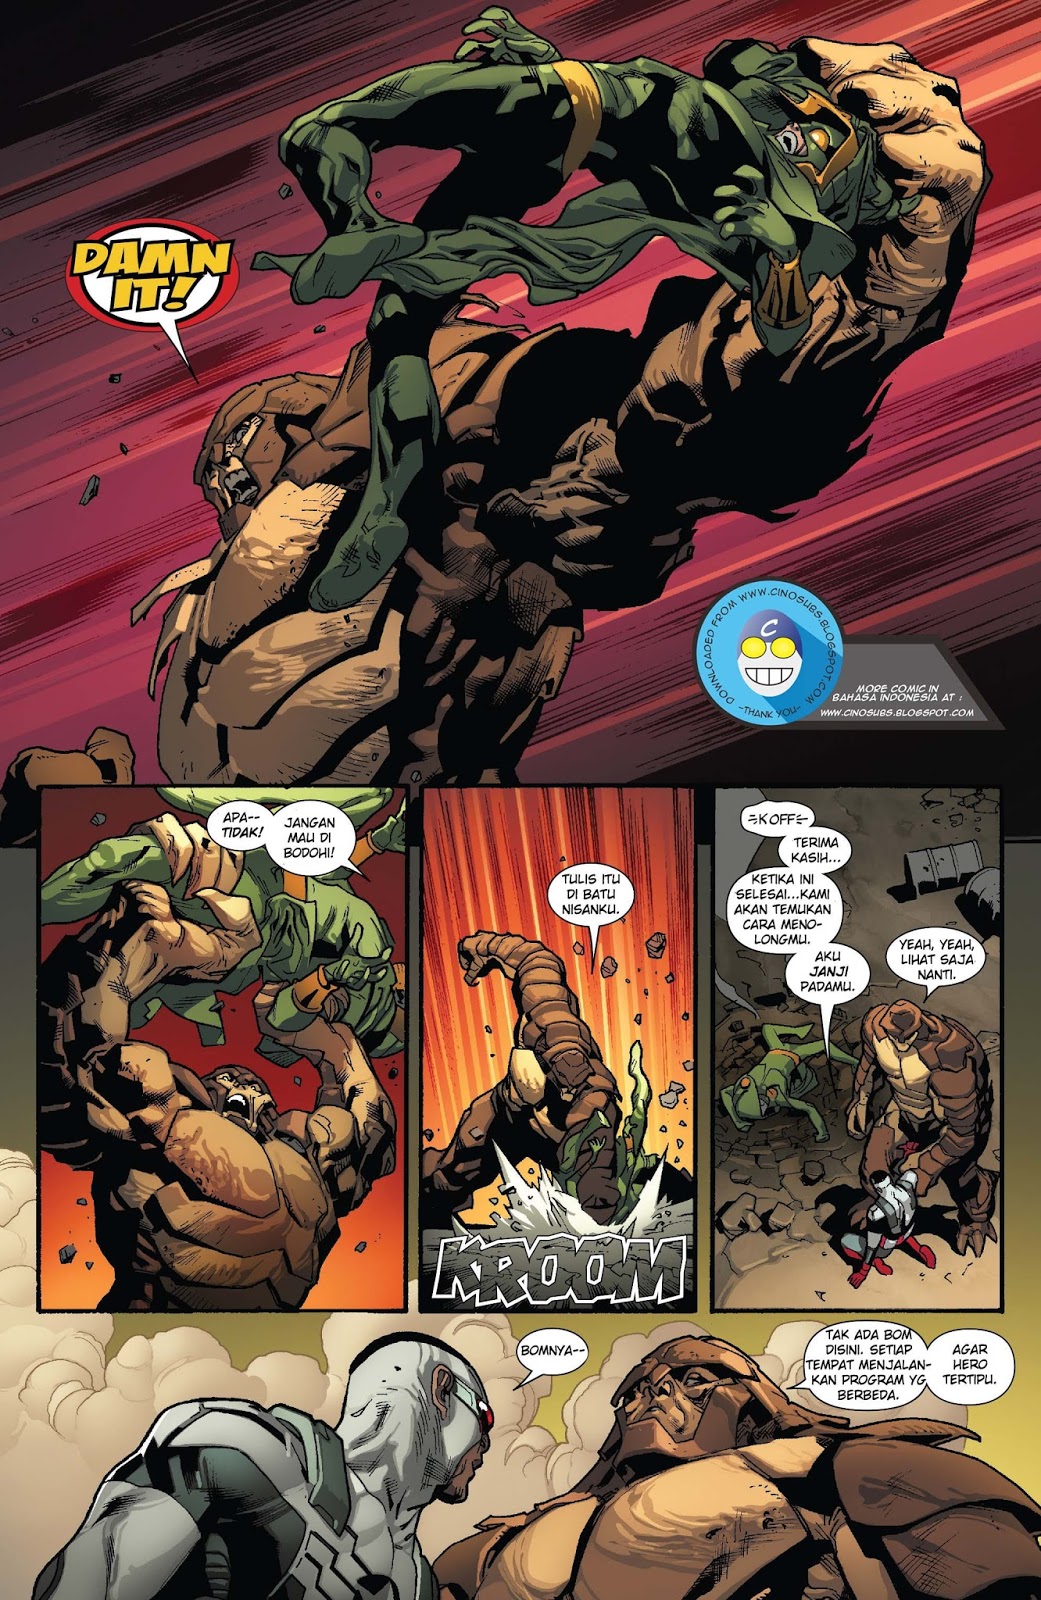 DAMN
IT!
DOWNLOADED FROM WWW.CINOSUBS.BLOGSPOT.COM
-THANK YOU-
C
MORE COMIC IN
BAHASA INDONESIA AT :
WWW.CINOSUBS.BLOGSPOT.COM
APA--
TIDAK!
JANGAN
MAU DI
BODOHI!
TULIS ITU
DI BATU
NISANKU.
KROOM
KOFF
TERIMA
KASIH...
KETIKA INI
SELESAI...KAMI
AKAN TEMUKAN
CARA MENO-
LONGMU.
AKU
JANJI
PADAMU.
YEAH, YEAH,
LIHAT SAJA
NANTI.
BOMNYA--
TAK ADA BOM
DISINI. SETIAP
TEMPAT MENJALAN-
KAN PROGRAM YG
BERBEDA.
AGAR
HERO
TERTIPU.